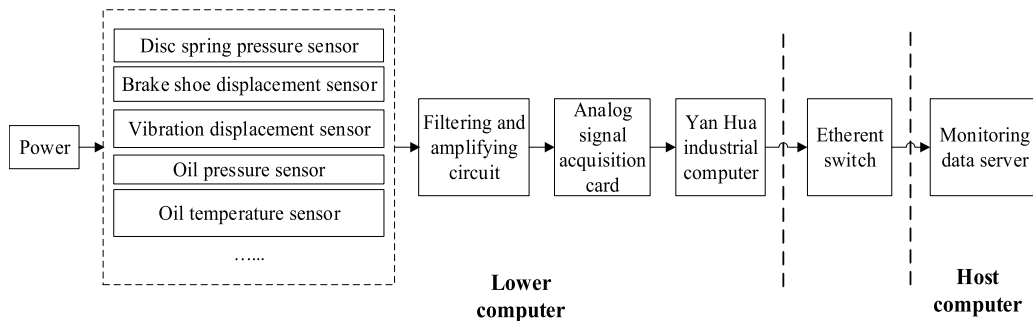 Power
Disc spring pressure sensor
Brake shoe displacement sensor
Vibration displacement sensor
Oil pressure sensor
Oil temperature sensor
…...
Filtering and
amplifying
circuit
Analog
signal
acquisition
card
Yan Hua
industrial
computer
Etherent
switch
Monitoring
data server
Lower
computer
Host
computer